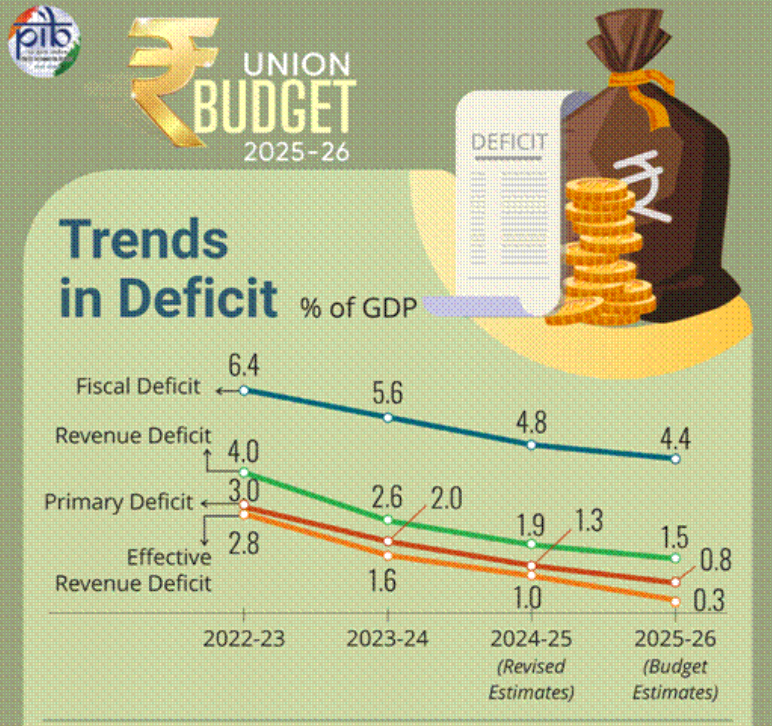 pib
UNION
BUDGET
2025-26
DEFICIT
Trends
in Deficit % of GDP
6.4
Fiscal Deficit
5.6
4.8
4.4
Revenue Deficit
4.0
Primary Deficit
3.0
2.6
2.0
1.9
1.3
1.5
0.8
Effective
Revenue Deficit
2.8
1.6
1.0
0.3
2022-23 2023-24 2024-25 2025-26
(Revised (Budget
Estimates) Estimates)